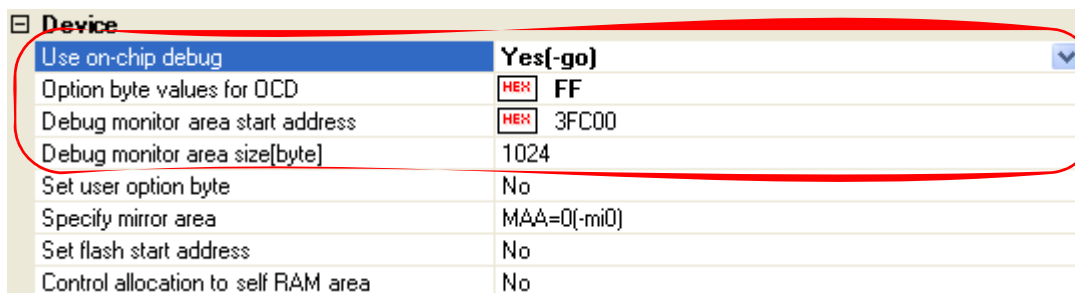 Device
Use on-chip debug Yes(-go)
Option byte values for OCD HEX FF
Debug monitor area start address HEX 3FC00
Debug monitor area size[byte] 1024
Set user option byte No
Specify mirror area MAA=0(-mi0)
Set flash start address No
Control allocation to self RAM area No